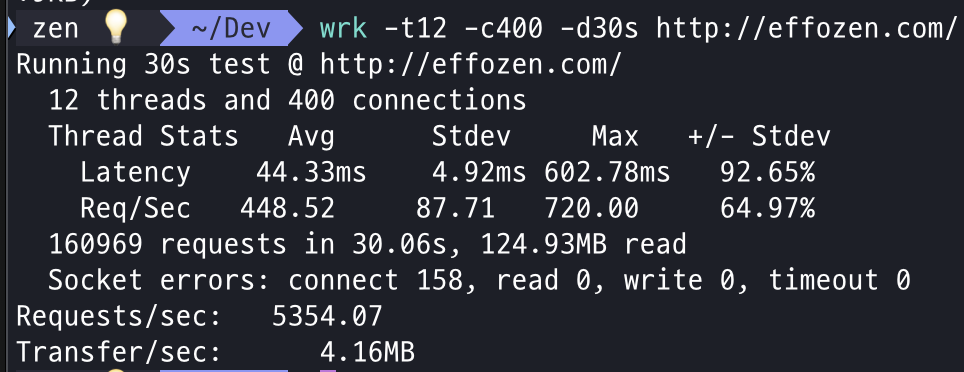 zen 💡 ~/Dev wrk -t12 -c400 -d30s http://effozen.com/
Running 30s test @ http://effozen.com/
12 threads and 400 connections
Thread Stats Avg Stdev Max +/- Stdev
Latency 44.33ms 4.92ms 602.78ms 92.65%
Req/Sec 448.52 87.71 720.00 64.97%
160969 requests in 30.06s, 124.93MB read
Socket errors: connect 158, read 0, write 0, timeout 0
Requests/sec: 5354.07
Transfer/sec: 4.16MB